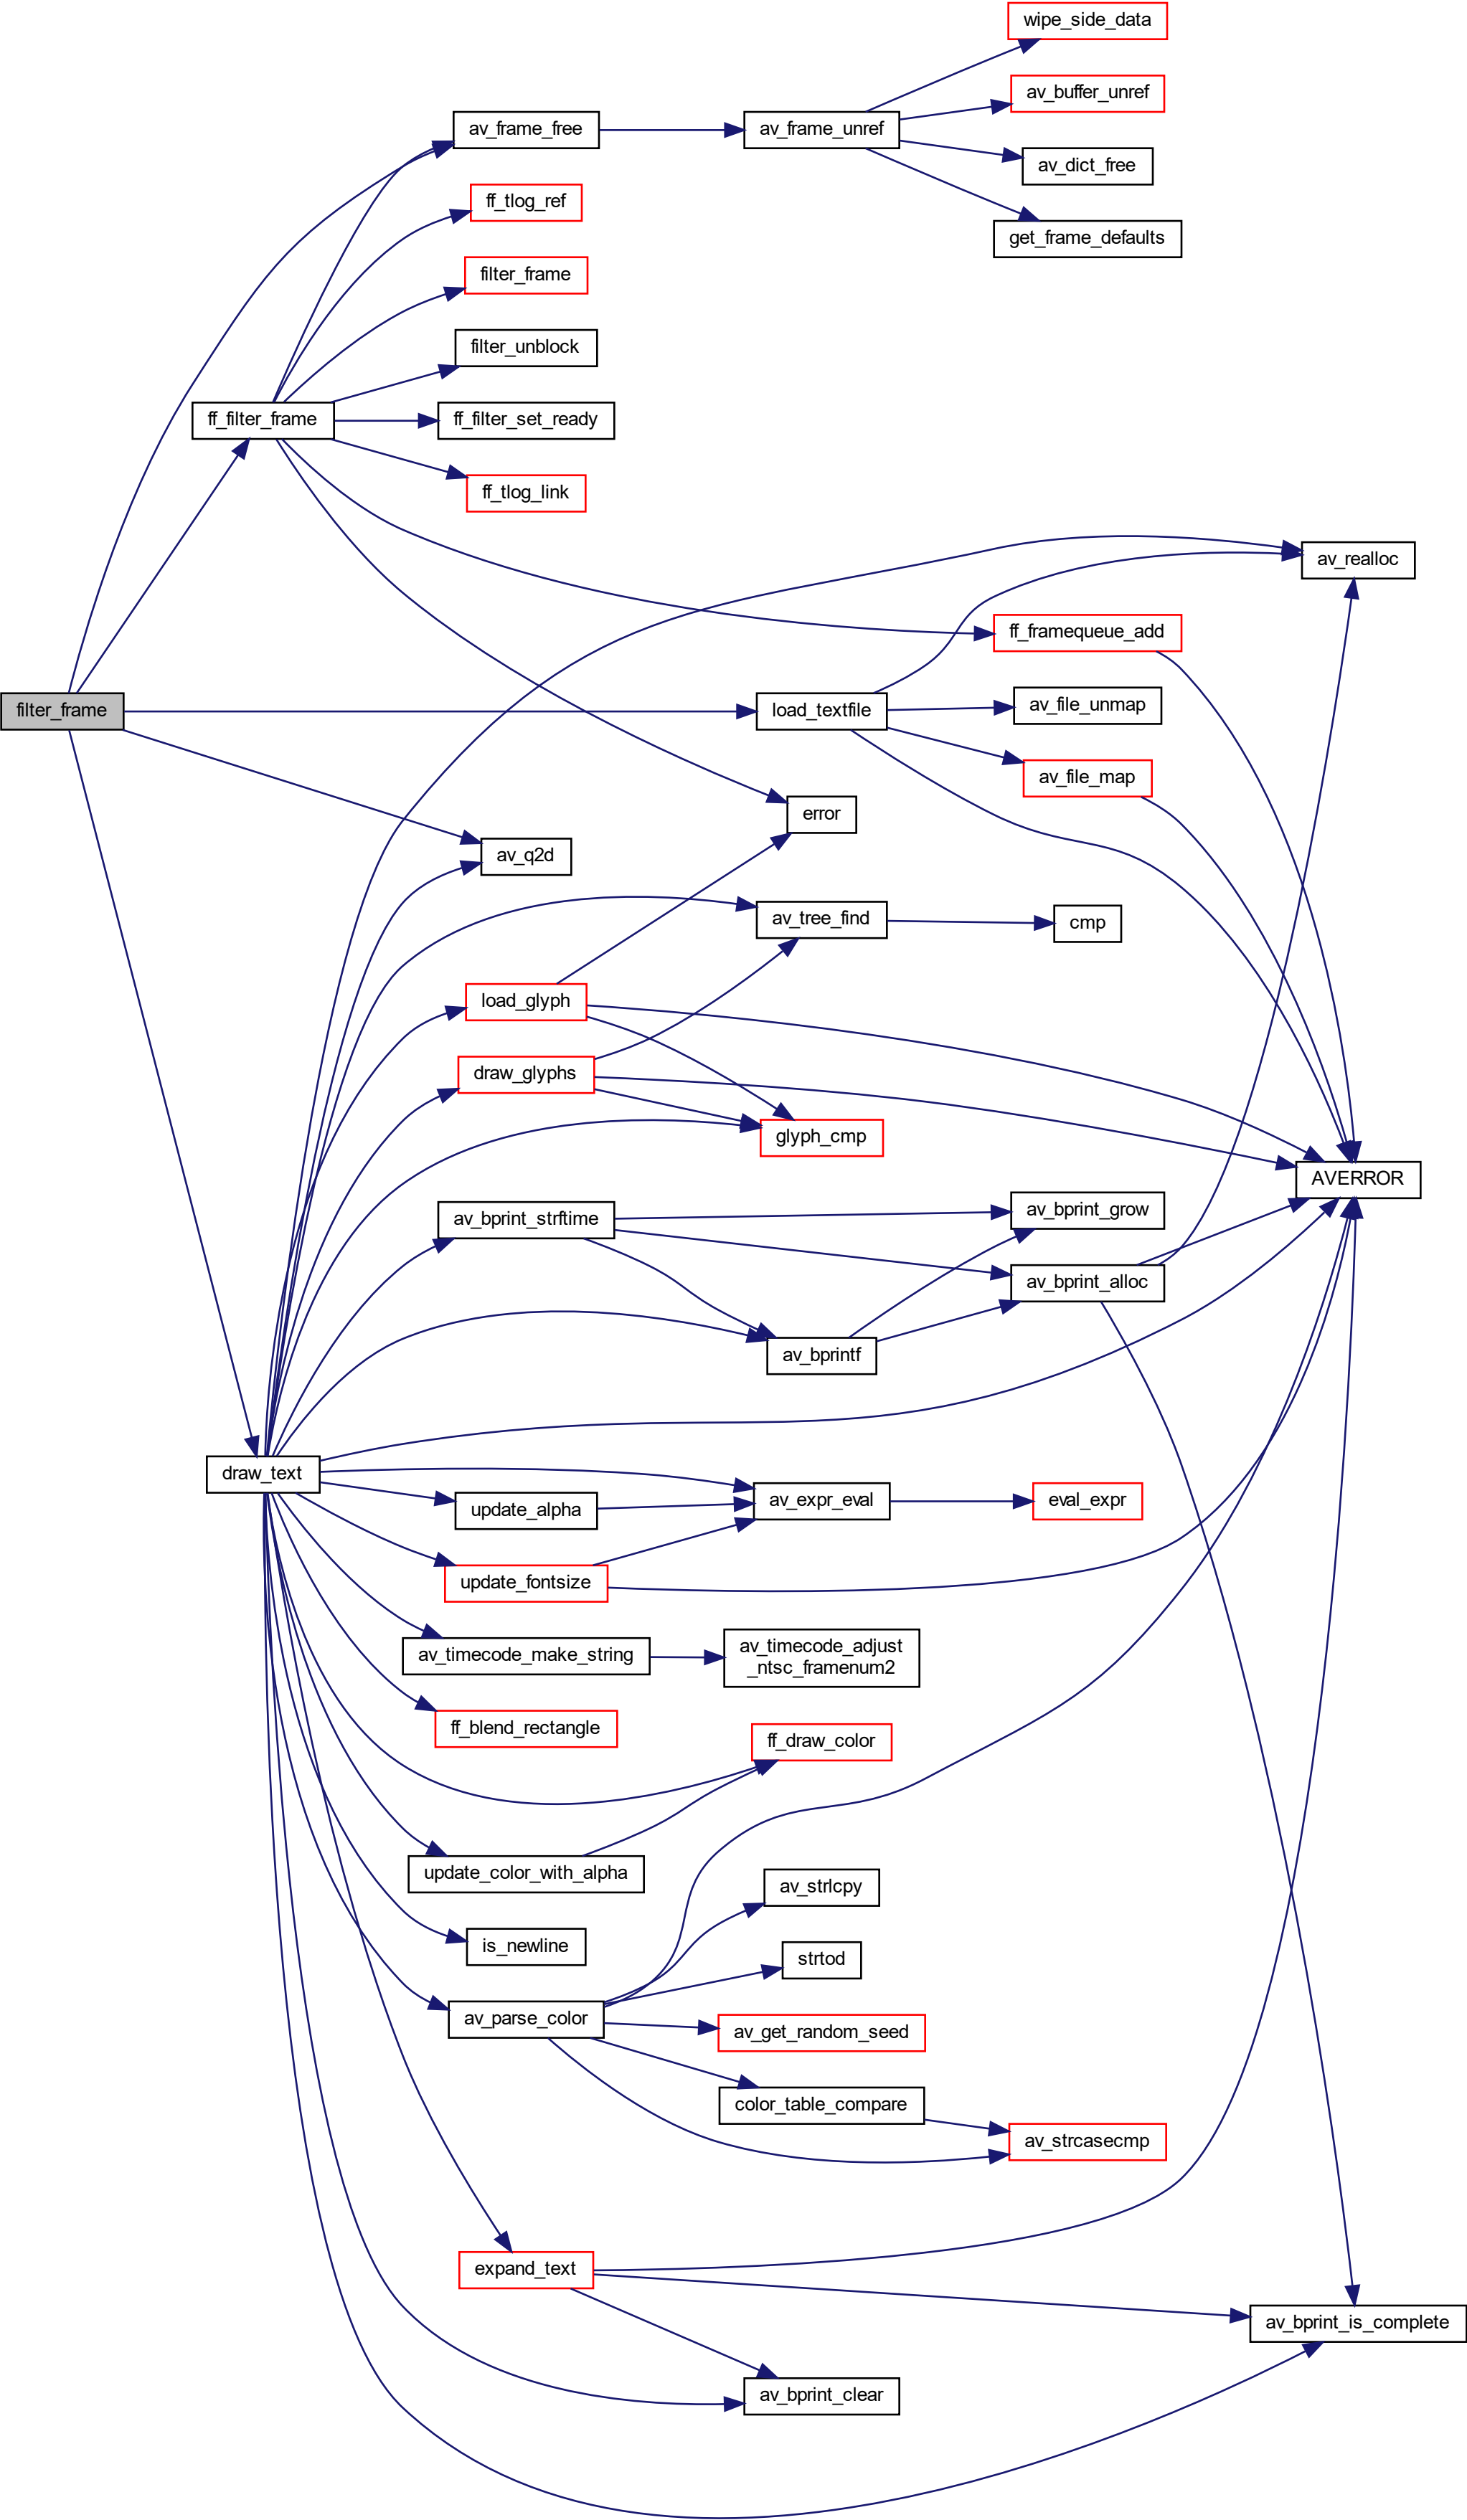 wipe_side_data
av_buffer_unref
av_frame_free
av_frame_unref
av_dict_free
ff_tlog_ref
get_frame_defaults
filter_frame
filter_unblock
ff_filter_frame
ff_filter_set_ready
ff_tlog_link
av_realloc
ff_framequeue_add
filter_frame
load_textfile
av_file_unmap
av_file_map
error
av_q2d
av_tree_find
cmp
load_glyph
draw_glyphs
glyph_cmp
AVERROR
av_bprint_strftime
av_bprint_grow
av_bprint_alloc
av_bprintf
draw_text
update_alpha
av_expr_eval
eval_expr
update_fontsize
av_timecode_make_string
av_timecode_adjust
_ntsc_framenum2
ff_blend_rectangle
ff_draw_color
update_color_with_alpha
av_strlcpy
is_newline
strtod
av_parse_color
av_get_random_seed
color_table_compare
av_strcasecmp
expand_text
av_bprint_is_complete
av_bprint_clear